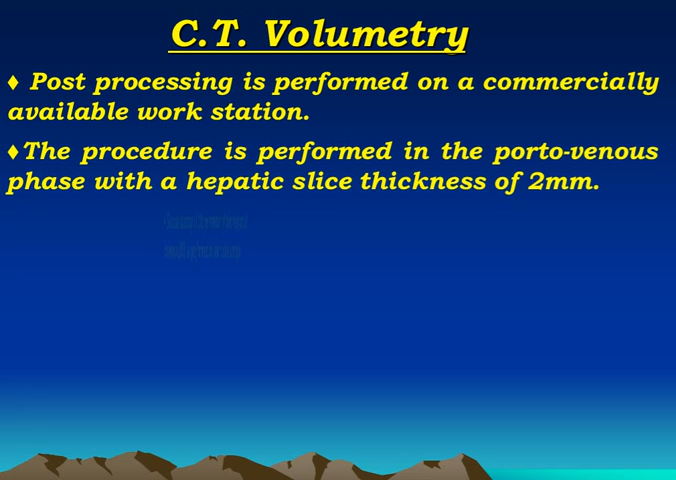 C.T. Volumetry
♦ Post processing is performed on a commercially
available work station.
♦The procedure is performed in the porto-venous
phase with a hepatic slice thickness of 2mm.